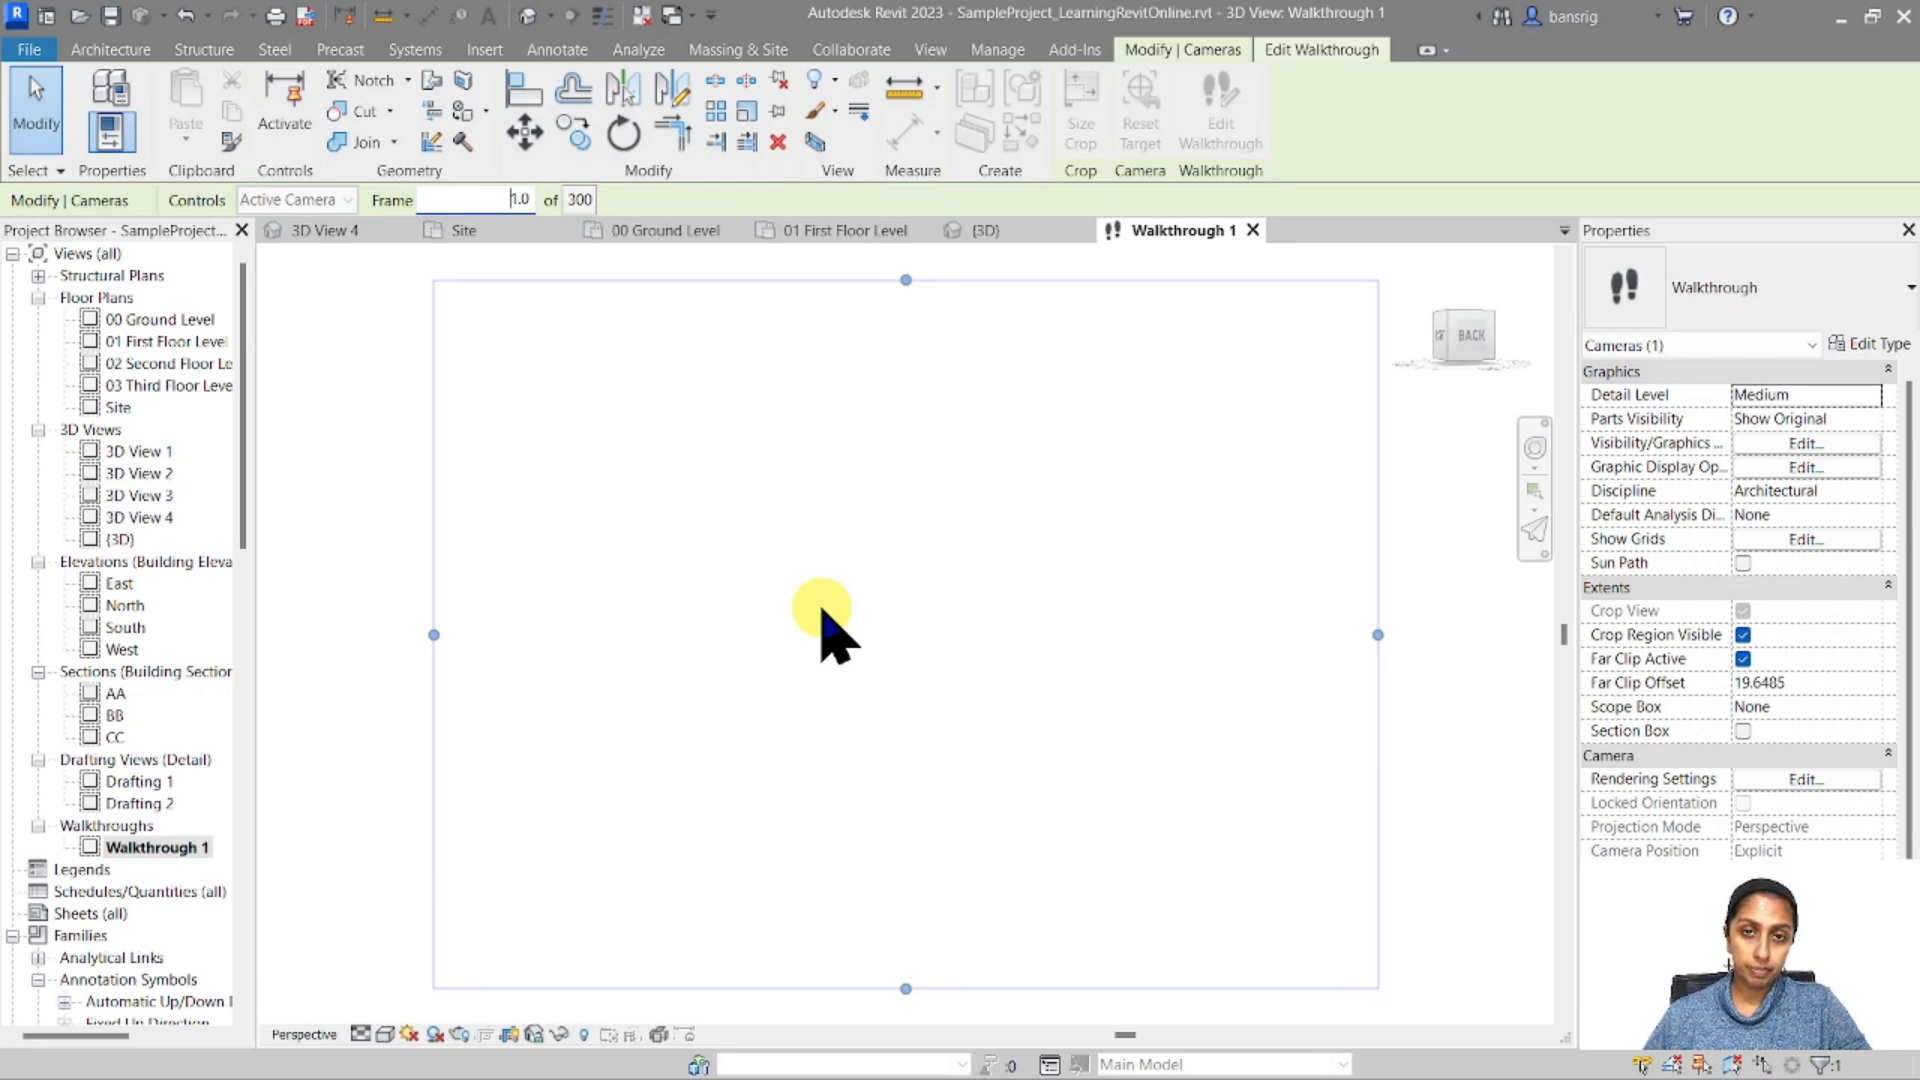 Autodesk Revit 2023 - SampleProject_LearningRevitOnline.rvt - 3D View: Walkthrough 1
bansrig
File Architecture Structure Steel Precast Systems Insert Annotate Analyze Massing & Site Collaborate View Manage Add-Ins Modify | Cameras Edit Walkthrough
Notch
Cut
Join
Modify
Paste
Activate
Size Crop
Reset Target
Edit Walkthrough
Select Properties Clipboard Controls Geometry Modify View Measure Create Crop Camera Walkthrough
Modify | Cameras Controls Active Camera Frame 1.0 of 300
Project Browser - SampleProject...
3D View 4 Site 00 Ground Level 01 First Floor Level {3D} Walkthrough 1
Properties
Views (all)
Structural Plans
Floor Plans
00 Ground Level
01 First Floor Level
02 Second Floor Le
03 Third Floor Leve
Site
3D Views
3D View 1
3D View 2
3D View 3
3D View 4
{3D}
Elevations (Building Eleva
East
North
South
West
Sections (Building Section
AA
BB
CC
Drafting Views (Detail)
Drafting 1
Drafting 2
Walkthroughs
Walkthrough 1
Legends
Schedules/Quantities (all)
Sheets (all)
Families
Analytical Links
Annotation Symbols
Automatic Up/Down
Fixed Up Direction
BACK
Walkthrough
Cameras (1) Edit Type
Graphics
Detail Level Medium
Parts Visibility Show Original
Visibility/Graphics ... Edit...
Graphic Display Op... Edit...
Discipline Architectural
Default Analysis Di... None
Show Grids Edit...
Sun Path
Extents
Crop View
Crop Region Visible
Far Clip Active
Far Clip Offset 19.6485
Scope Box None
Section Box
Camera
Rendering Settings Edit...
Locked Orientation
Projection Mode Perspective
Camera Position Explicit
Perspective
:0 Main Model :1